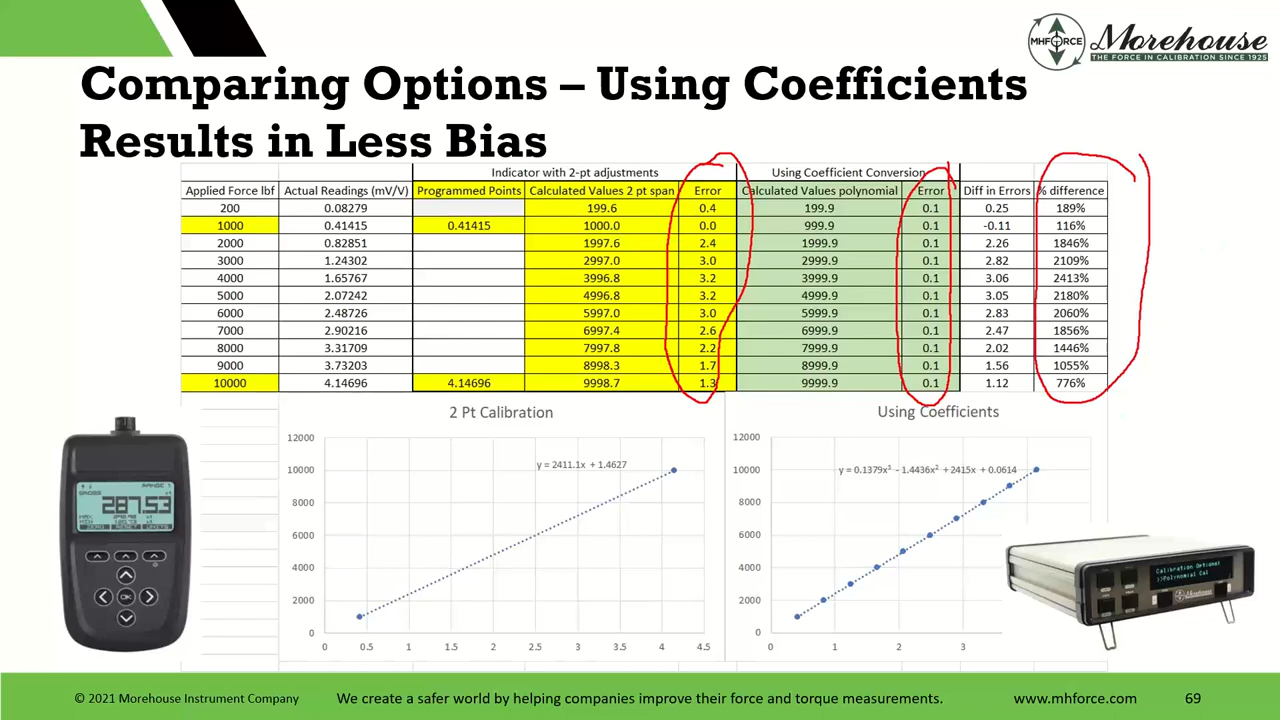 MHFORCE
Morehouse
THE FORCE IN CALIBRATION SINCE 1925
Comparing Options – Using Coefficients
Results in Less Bias
Indicator with 2-pt adjustments Using Coefficient Conversion
Applied Force lbf Actual Readings (mV/V) Programmed Points Calculated Values 2 pt span Error Calculated Values polynomial Error Diff in Errors % difference
200 0.08279 199.6 0.4 199.9 0.1 0.25 189%
1000 0.41415 0.41415 1000.0 0.0 999.9 0.1 -0.11 116%
2000 0.82851 1997.6 2.4 1999.9 0.1 2.26 1846%
3000 1.24302 2997.0 3.0 2999.9 0.1 2.82 2109%
4000 1.65767 3996.8 3.2 3999.9 0.1 3.06 2413%
5000 2.07242 4996.8 3.2 4999.9 0.1 3.05 2180%
6000 2.48726 5997.0 3.0 5999.9 0.1 2.83 2060%
7000 2.90216 6997.4 2.6 6999.9 0.1 2.47 1856%
8000 3.31709 7997.8 2.2 7999.9 0.1 2.02 1446%
9000 3.73203 8998.3 1.7 8999.9 0.1 1.56 1055%
10000 4.14696 4.14696 9998.7 1.3 9999.9 0.1 1.12 776%
2 Pt Calibration
12000
10000
8000
6000
4000
2000
0
0 0.5 1 1.5 2 2.5 3 3.5 4 4.5
y = 2411.1x + 1.4627
Using Coefficients
12000
10000
8000
6000
4000
2000
0
0 1 2 3
y = 0.1379x³ - 1.4436x² + 2415x + 0.0614
RANGE 1
GROSS
287.53
ZERO RESET UNITS
OK
Calibration Options
>>Polynomial Cal
Morehouse
© 2021 Morehouse Instrument Company We create a safer world by helping companies improve their force and torque measurements. www.mhforce.com 69